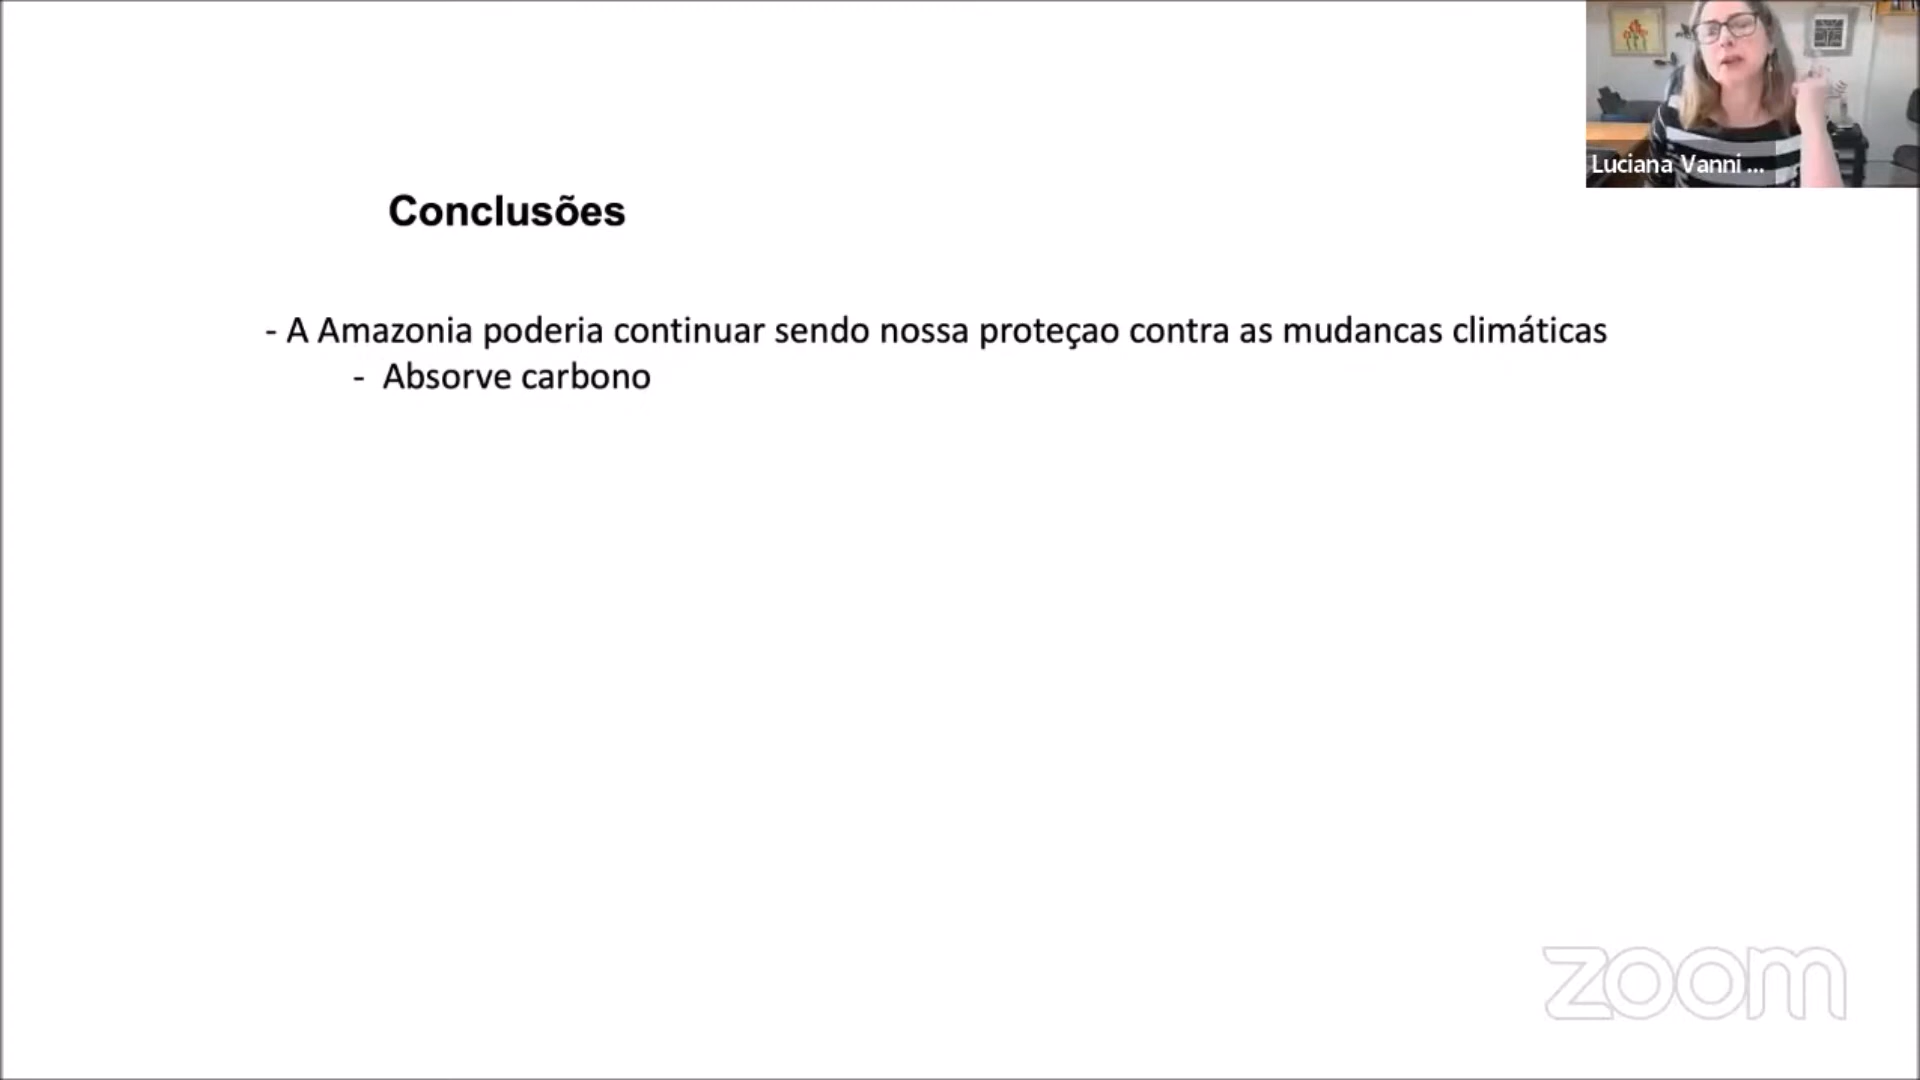 Luciana Vanni ...
Conclusões
- A Amazonia poderia continuar sendo nossa proteçao contra as mudancas climáticas
- Absorve carbono
zoom